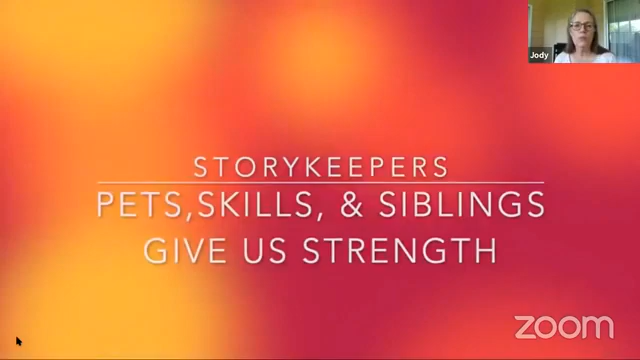 Jody
STORYKEEPERS
PETS,SKILLS, & SIBLINGS
GIVE US STRENGTH
zoom